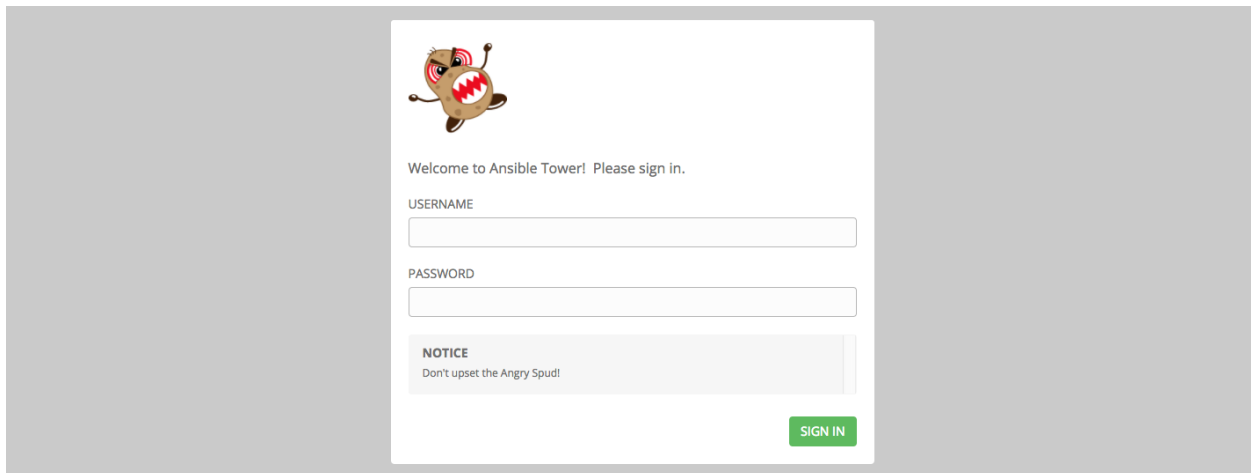 Welcome to Ansible Tower!  Please sign in.
USERNAME
PASSWORD
NOTICE
Don't upset the Angry Spud!
SIGN IN